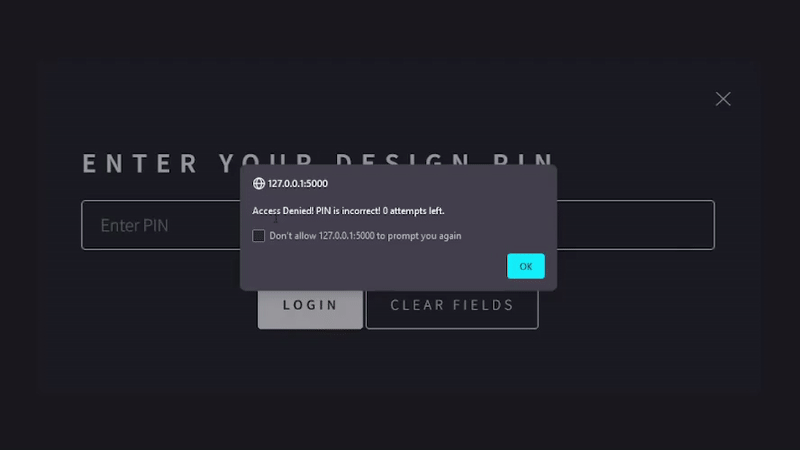 ENTER YOUR DESIGN PIN
127.0.0.1:5000
Access Denied! PIN is incorrect! 0 attempts left.
Enter PIN
Don't allow 127.0.0.1:5000 to prompt you again
OK
LOGIN
CLEAR FIELDS